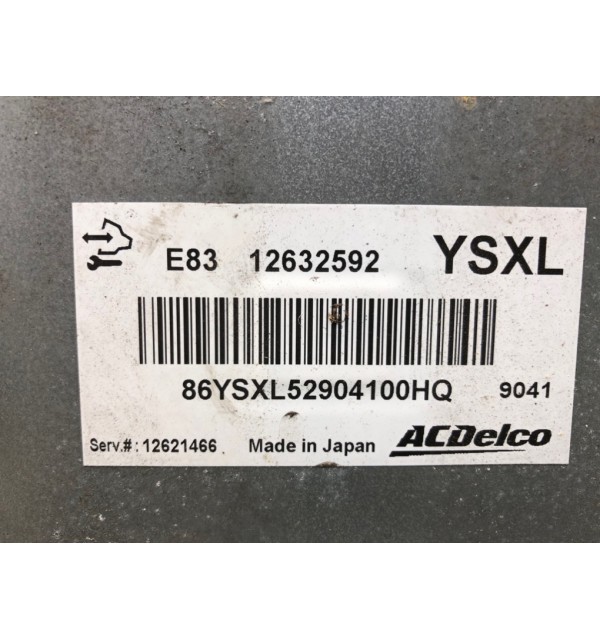 E83 12632592 YSXL
86YSXL52904100HQ 9041
Serv.#: 12621466 Made in Japan ACDelco